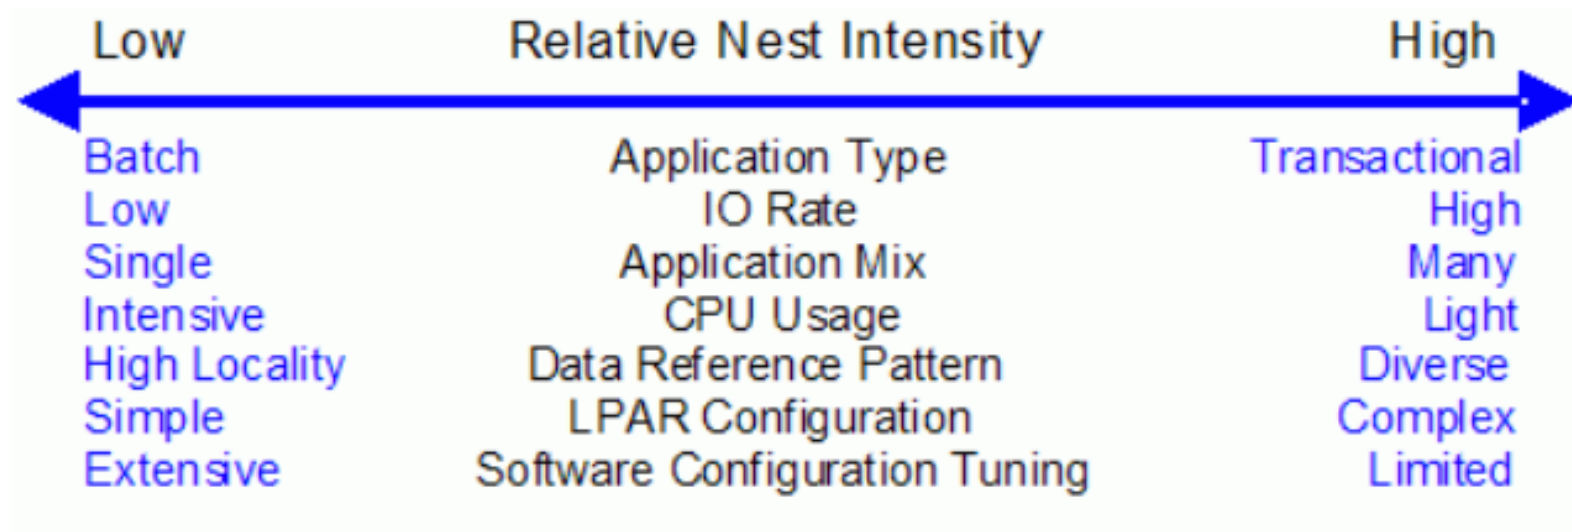 Low Relative Nest Intensity High
Batch Application Type Transactional
Low IO Rate High
Single Application Mix Many
Intensive CPU Usage Light
High Locality Data Reference Pattern Diverse
Simple LPAR Configuration Complex
Extensive Software Configuration Tuning Limited